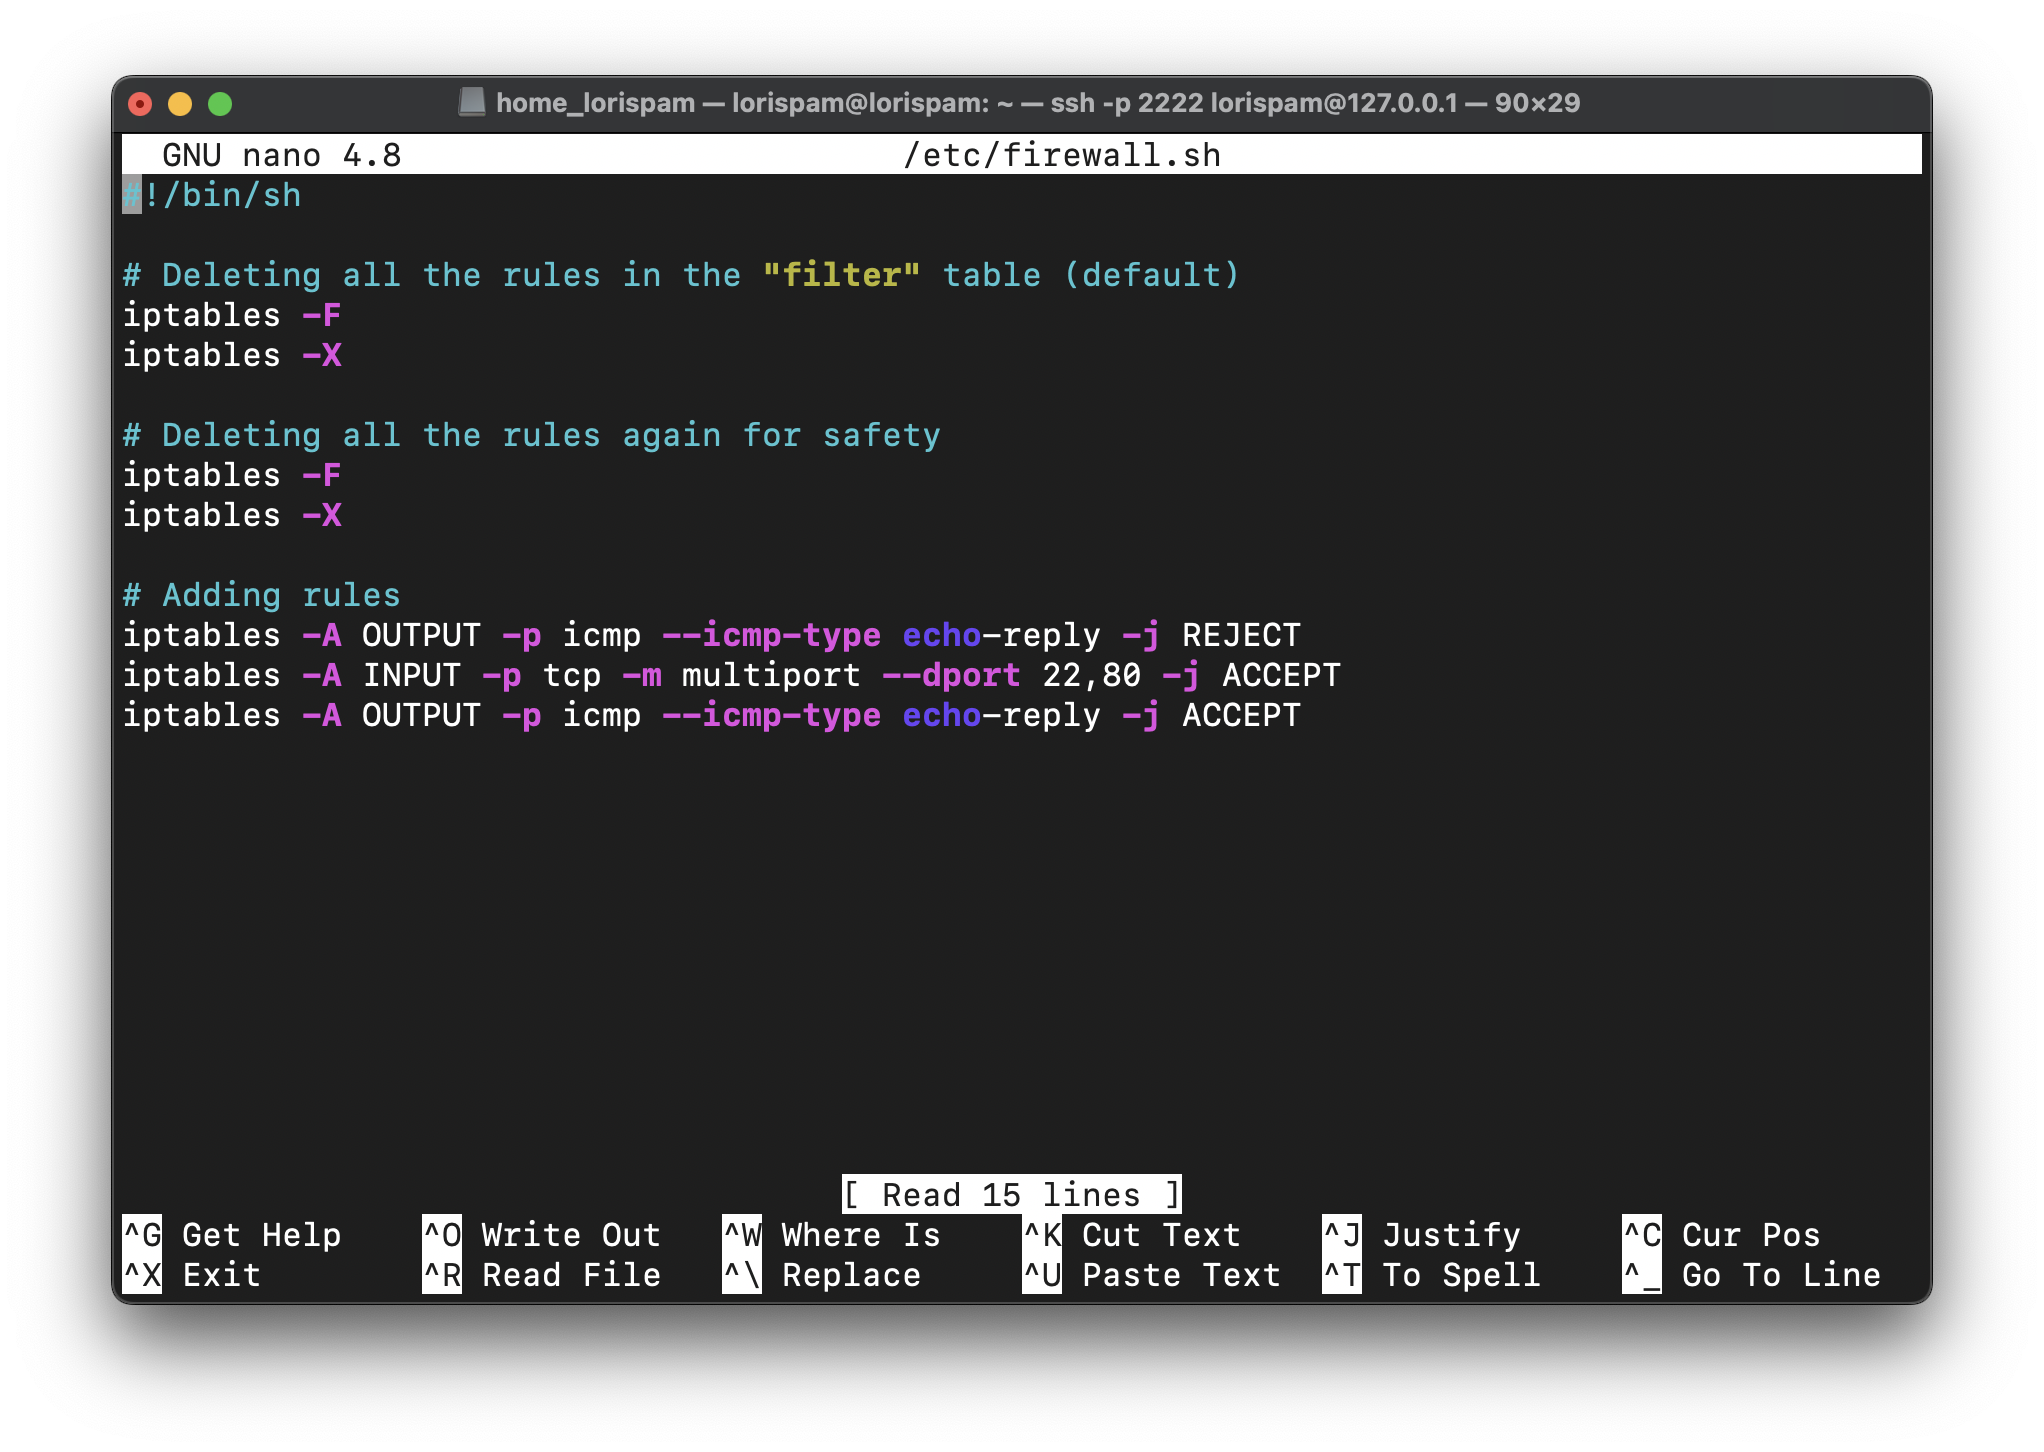 home_lorispam — lorispam@lorispam: ~ — ssh -p 2222 lorispam@127.0.0.1 — 90×29
GNU nano 4.8 /etc/firewall.sh
#!/bin/sh
# Deleting all the rules in the "filter" table (default)
iptables -F
iptables -X
# Deleting all the rules again for safety
iptables -F
iptables -X
# Adding rules
iptables -A OUTPUT -p icmp --icmp-type echo-reply -j REJECT
iptables -A INPUT -p tcp -m multiport --dport 22,80 -j ACCEPT
iptables -A OUTPUT -p icmp --icmp-type echo-reply -j ACCEPT
[ Read 15 lines ]
^G Get Help ^O Write Out ^W Where Is ^K Cut Text ^J Justify ^C Cur Pos
^X Exit ^R Read File ^\ Replace ^U Paste Text ^T To Spell ^_ Go To Line